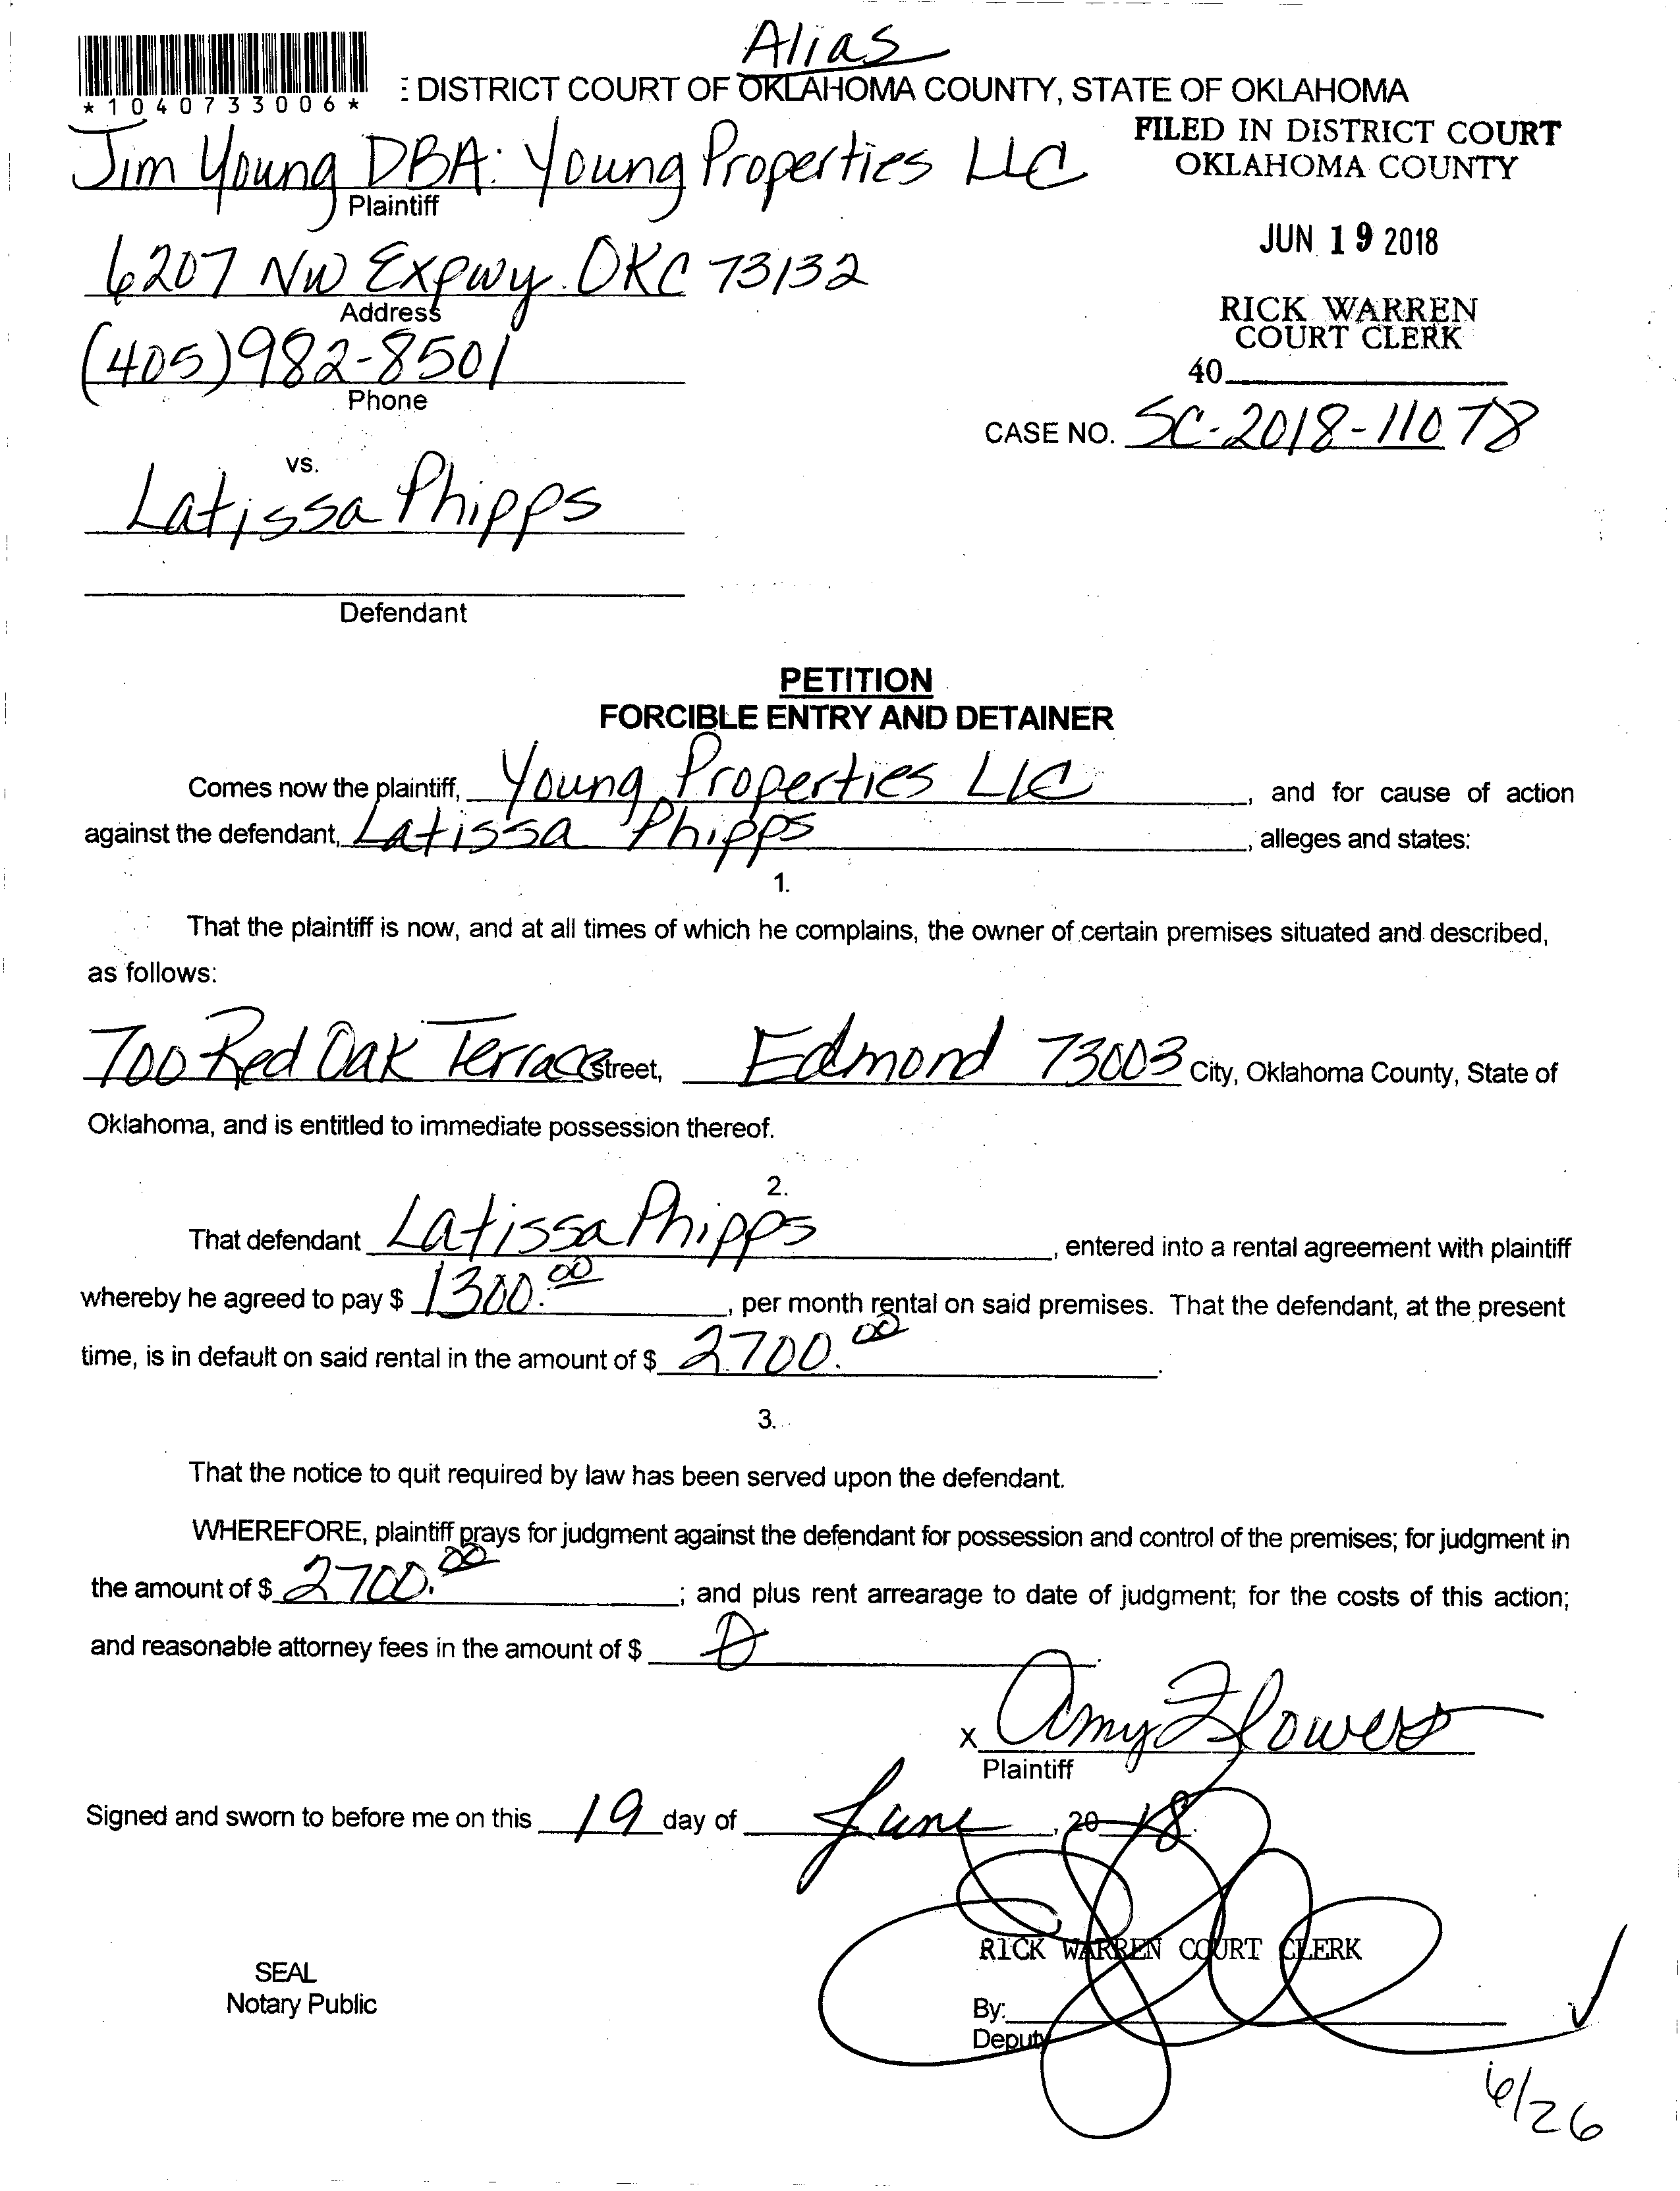 Alias
*1040733006*
: DISTRICT COURT OF OKLAHOMA COUNTY, STATE OF OKLAHOMA
FILED IN DISTRICT COURT
OKLAHOMA COUNTY
Jim Young DBA: Young Properties LLC
Plaintiff
JUN 19 2018
6207 NW Expwy. OKC 73132
Address
RICK WARREN
COURT CLERK
(405)982-8501
Phone
40
CASE NO. SC-2018-11078
vs.
Latissa Phipps
Defendant
PETITION
FORCIBLE ENTRY AND DETAINER
Comes now the plaintiff, Young Properties LLC, and for cause of action
against the defendant, Latissa Phipps, alleges and states:
1.
That the plaintiff is now, and at all times of which he complains, the owner of certain premises situated and described,
as follows:
700 Red Oak Terrace Street, Edmond 73003 City, Oklahoma County, State of
Oklahoma, and is entitled to immediate possession thereof.
2.
That defendant Latissa Phipps, entered into a rental agreement with plaintiff
whereby he agreed to pay $ 1300.00, per month rental on said premises. That the defendant, at the present
time, is in default on said rental in the amount of $ 2700.00.
3.
That the notice to quit required by law has been served upon the defendant.
WHEREFORE, plaintiff prays for judgment against the defendant for possession and control of the premises; for judgment in
the amount of $ 2700.00; and plus rent arrearage to date of judgment; for the costs of this action;
and reasonable attorney fees in the amount of $ 0.
x Amy Flowers
Plaintiff
Signed and sworn to before me on this 19 day of June, 2018.
RICK WARREN COURT CLERK
SEAL
Notary Public
By:
Deputy
6/26